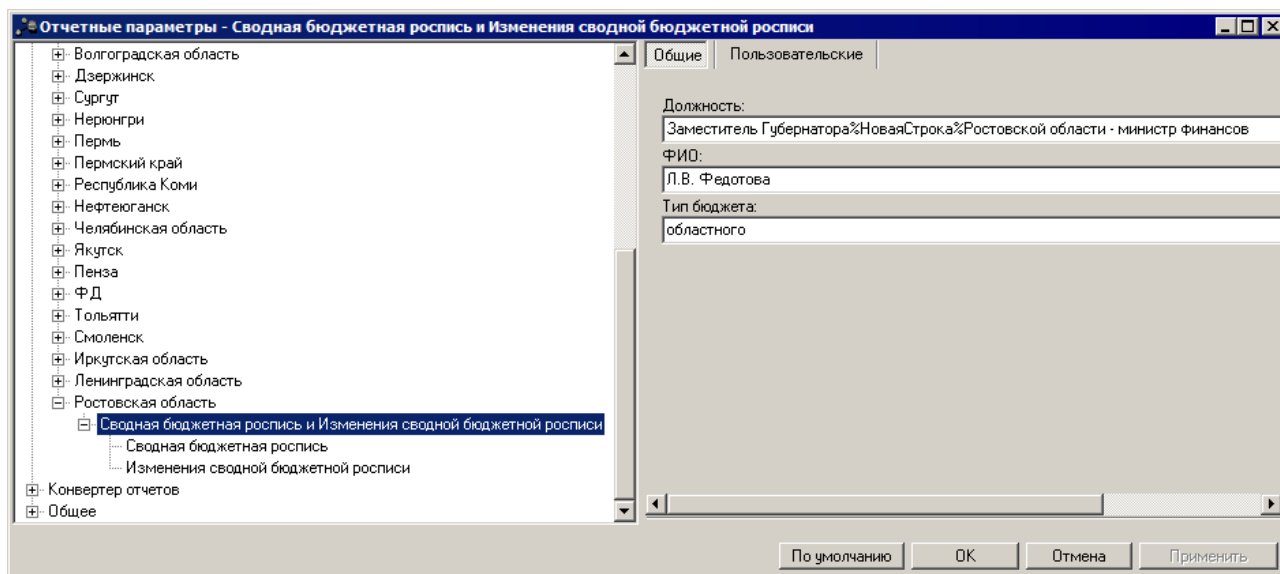 Отчетные параметры - Сводная бюджетная роспись и Изменения сводной бюджетной росписи
Волгоградская область
Дзержинск
Сургут
Нерюнгри
Пермь
Пермский край
Республика Коми
Нефтеюганск
Челябинская область
Якутск
Пенза
ФД
Тольятти
Смоленск
Иркутская область
Ленинградская область
Ростовская область
Сводная бюджетная роспись и Изменения сводной бюджетной росписи
Сводная бюджетная роспись
Изменения сводной бюджетной росписи
Конвертер отчетов
Общее
Общие Пользовательские
Должность:
Заместитель Губернатора%НоваяСтрока%Ростовской области - министр финансов
ФИО:
Л.В. Федотова
Тип бюджета:
областного
По умолчанию OK Отмена Применить